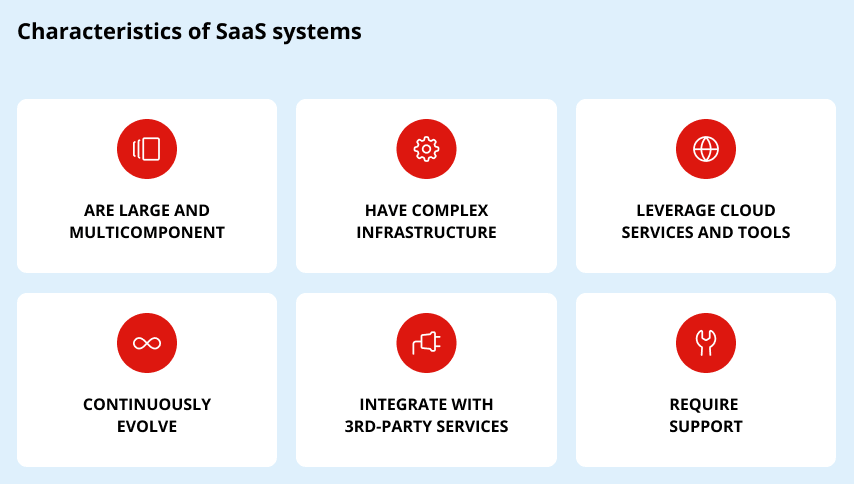 Characteristics of SaaS systems
ARE LARGE AND
MULTICOMPONENT
HAVE COMPLEX
INFRASTRUCTURE
LEVERAGE CLOUD
SERVICES AND TOOLS
CONTINUOUSLY
EVOLVE
INTEGRATE WITH
3RD-PARTY SERVICES
REQUIRE
SUPPORT